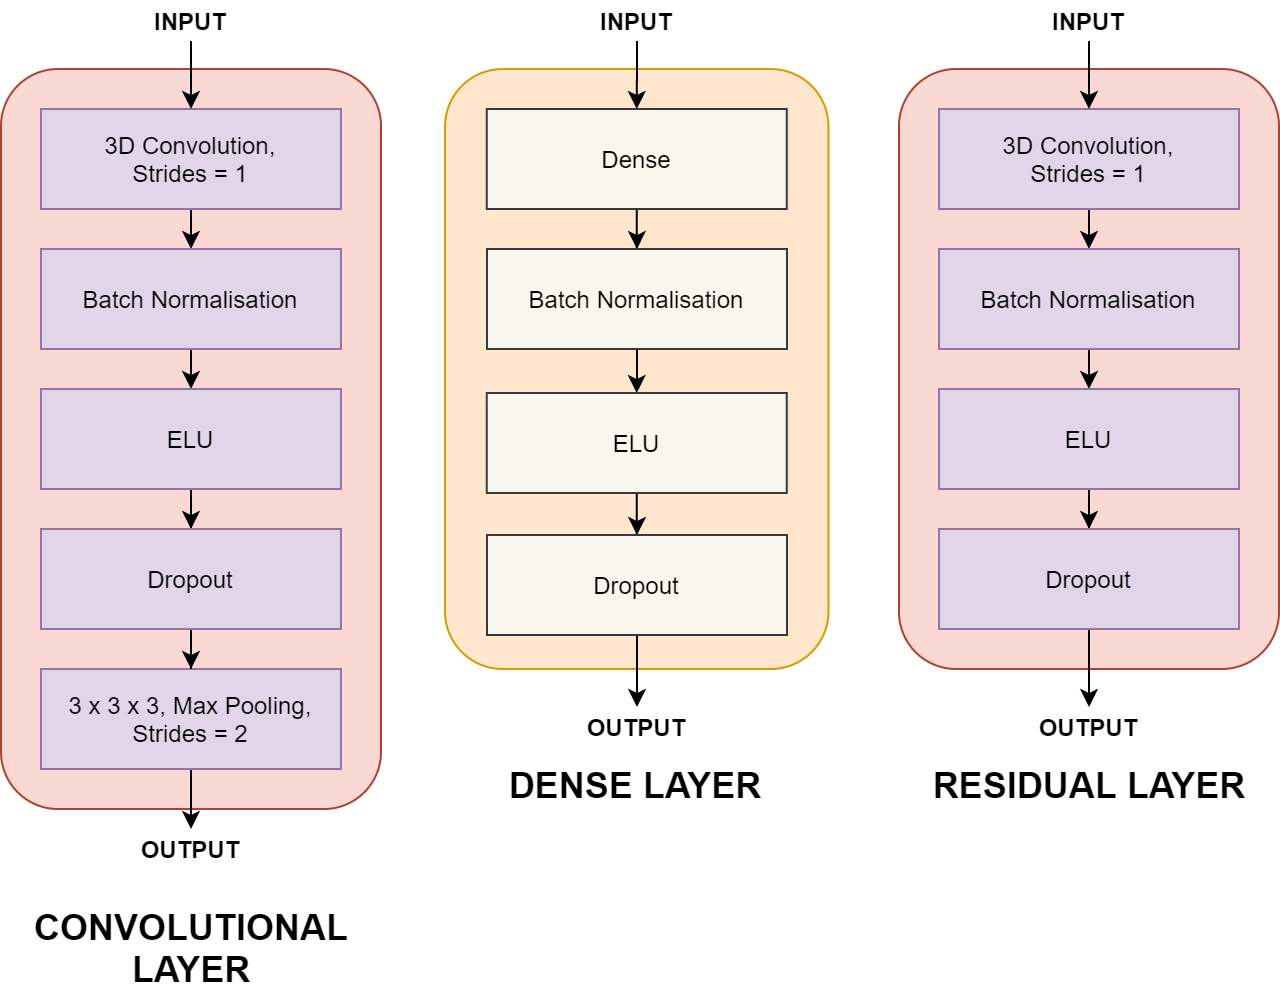 INPUT
3D Convolution,
Strides = 1
Batch Normalisation
ELU
Dropout
3 x 3 x 3, Max Pooling,
Strides = 2
OUTPUT
CONVOLUTIONAL
LAYER
INPUT
Dense
Batch Normalisation
ELU
Dropout
OUTPUT
DENSE LAYER
INPUT
3D Convolution,
Strides = 1
Batch Normalisation
ELU
Dropout
OUTPUT
RESIDUAL LAYER